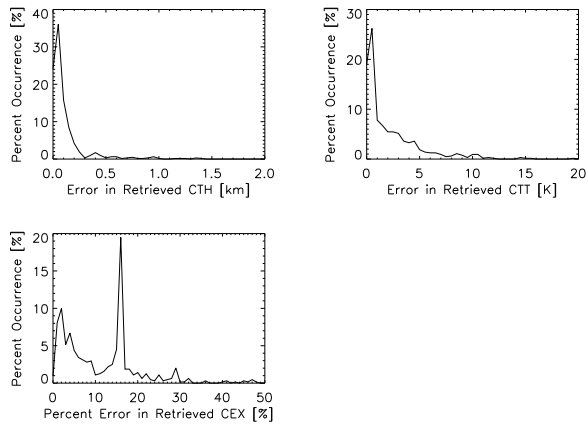 Percent Occurrence [%]
40
30
20
10
0
0.0 0.5 1.0 1.5 2.0
Error in Retrieved CTH [km]
Percent Occurrence [%]
30
20
10
0
0 5 10 15 20
Error in Retrieved CTT [K]
Percent Occurrence [%]
20
15
10
5
0
0 10 20 30 40 50
Percent Error in Retrieved CEX [%]